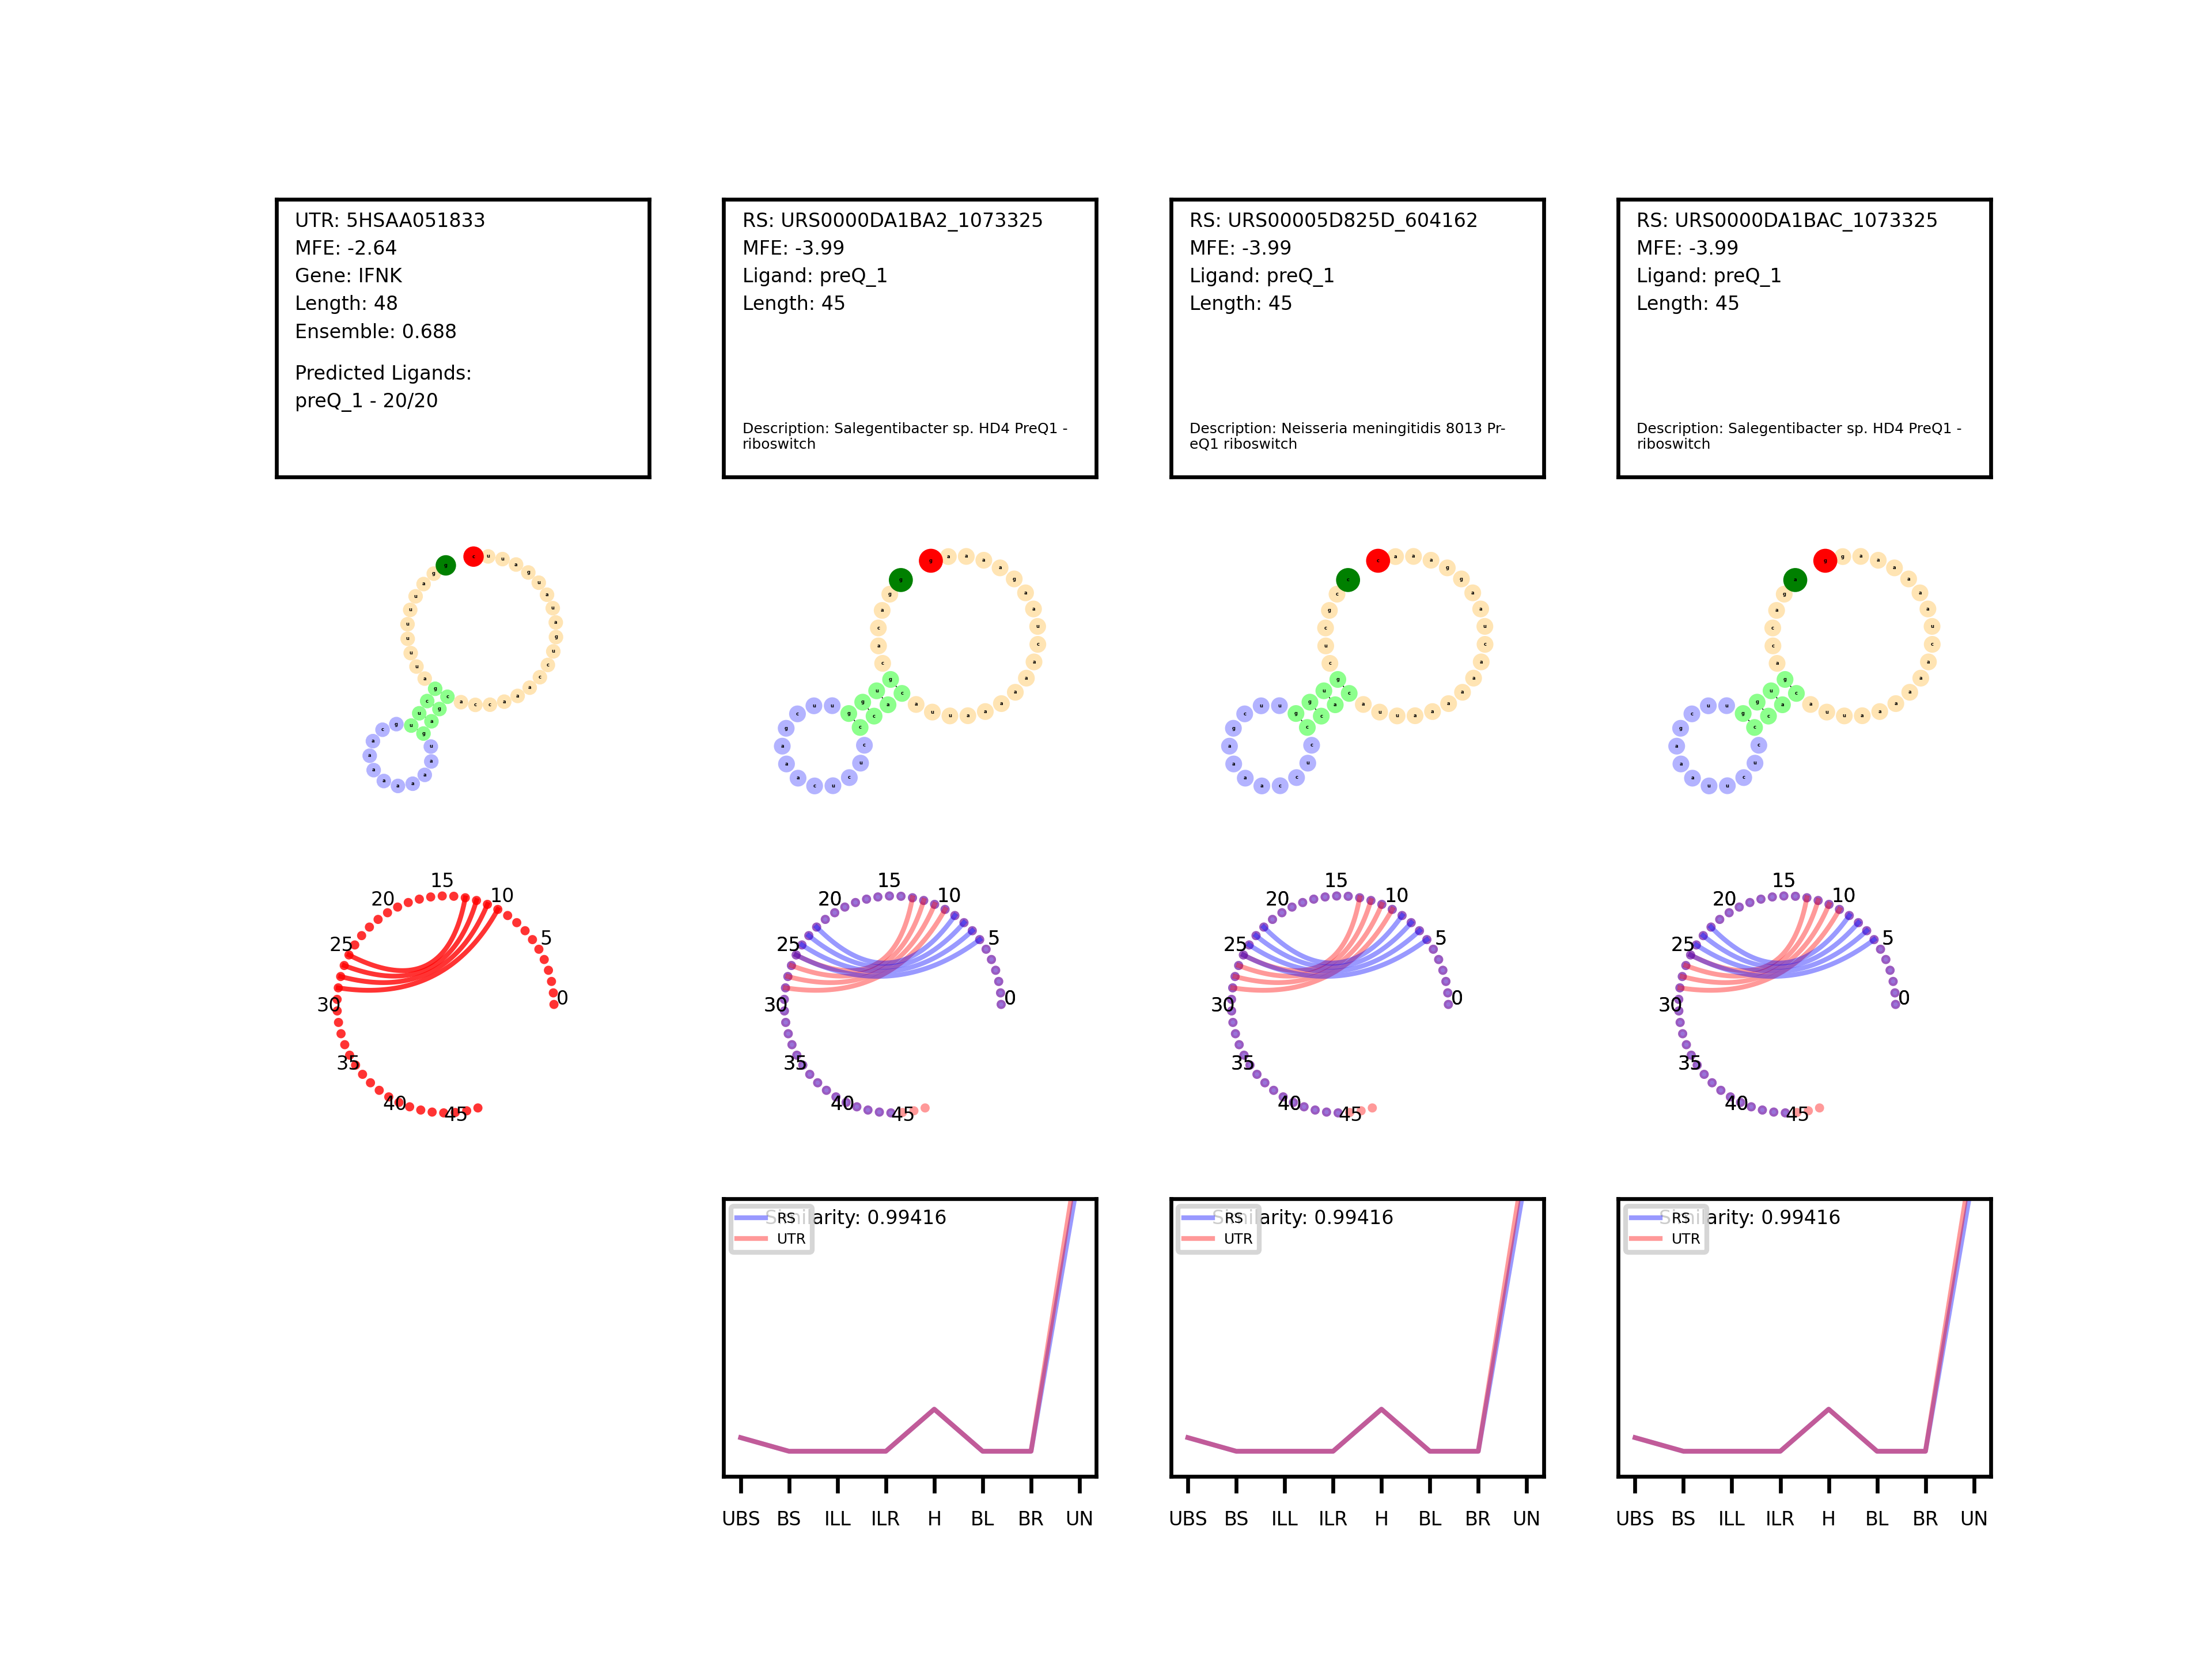 UTR: 5HSAA051833
MFE: -2.64
Gene: IFNK
Length: 48
Ensemble: 0.688
Predicted Ligands:
preQ_1 - 20/20
RS: URS0000DA1BA2_1073325
MFE: -3.99
Ligand: preQ_1
Length: 45
Description: Salegentibacter sp. HD4 PreQ1 -
riboswitch
RS: URS00005D825D_604162
MFE: -3.99
Ligand: preQ_1
Length: 45
Description: Neisseria meningitidis 8013 Pr-
eQ1 riboswitch
RS: URS0000DA1BAC_1073325
MFE: -3.99
Ligand: preQ_1
Length: 45
Description: Salegentibacter sp. HD4 PreQ1 -
riboswitch
0 5 10 15 20 25 30 35 40 45
0 5 10 15 20 25 30 35 40 45
0 5 10 15 20 25 30 35 40 45
0 5 10 15 20 25 30 35 40 45
Similarity: 0.99416
RS
UTR
UBS BS ILL ILR H BL BR UN
Similarity: 0.99416
RS
UTR
UBS BS ILL ILR H BL BR UN
Similarity: 0.99416
RS
UTR
UBS BS ILL ILR H BL BR UN